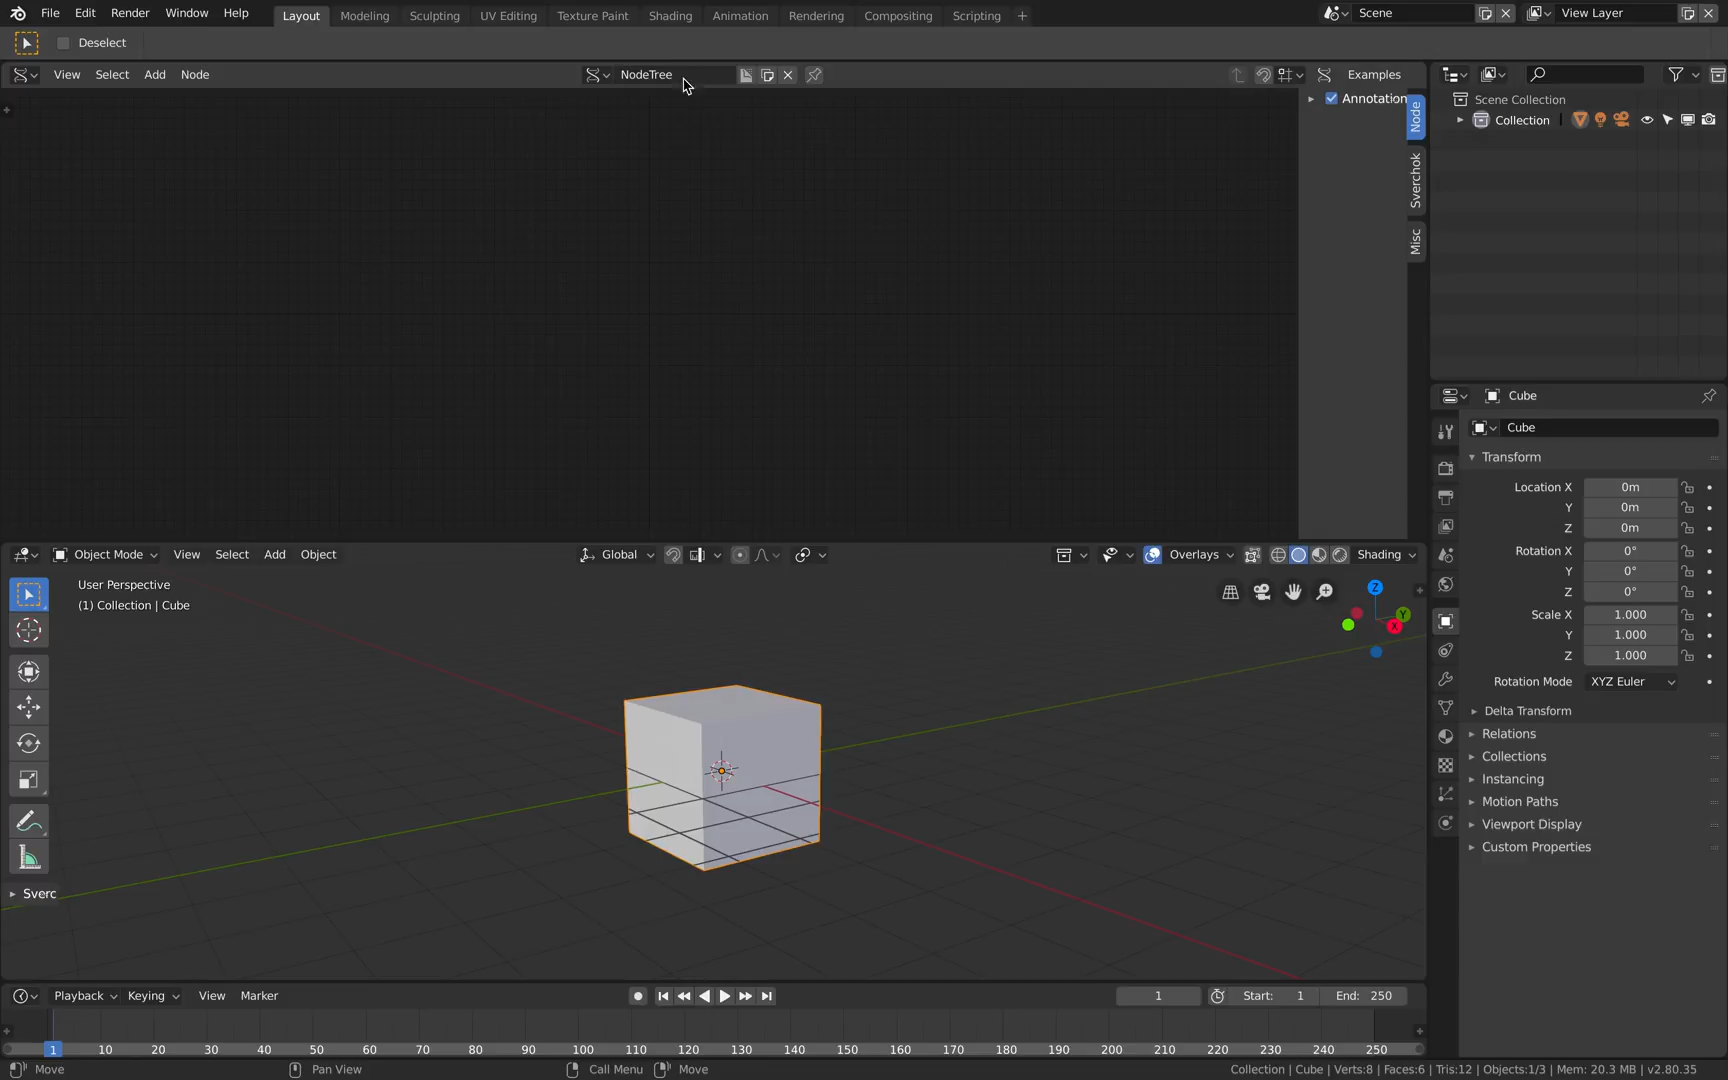 File Edit Render Window Help Layout Modeling Sculpting UV Editing Texture Paint Shading Animation Rendering Compositing Scripting + Scene View Layer
Deselect
View Select Add Node NodeTree Examples
Annotation
Node
Sverchok
Misc
Scene Collection
Collection
Cube
Cube
Transform
Location X 0m
Y 0m
Z 0m
Rotation X 0°
Y 0°
Z 0°
Scale X 1.000
Y 1.000
Z 1.000
Rotation Mode XYZ Euler
Delta Transform
Relations
Collections
Instancing
Motion Paths
Viewport Display
Custom Properties
Object Mode View Select Add Object Global Overlays Shading
User Perspective
(1) Collection | Cube
Z
Y
X
Sverc
Playback Keying View Marker 1 Start: 1 End: 250
1 10 20 30 40 50 60 70 80 90 100 110 120 130 140 150 160 170 180 190 200 210 220 230 240 250
Move Pan View Call Menu Move Collection | Cube | Verts:8 | Faces:6 | Tris:12 | Objects:1/3 | Mem: 20.3 MB | v2.80.35